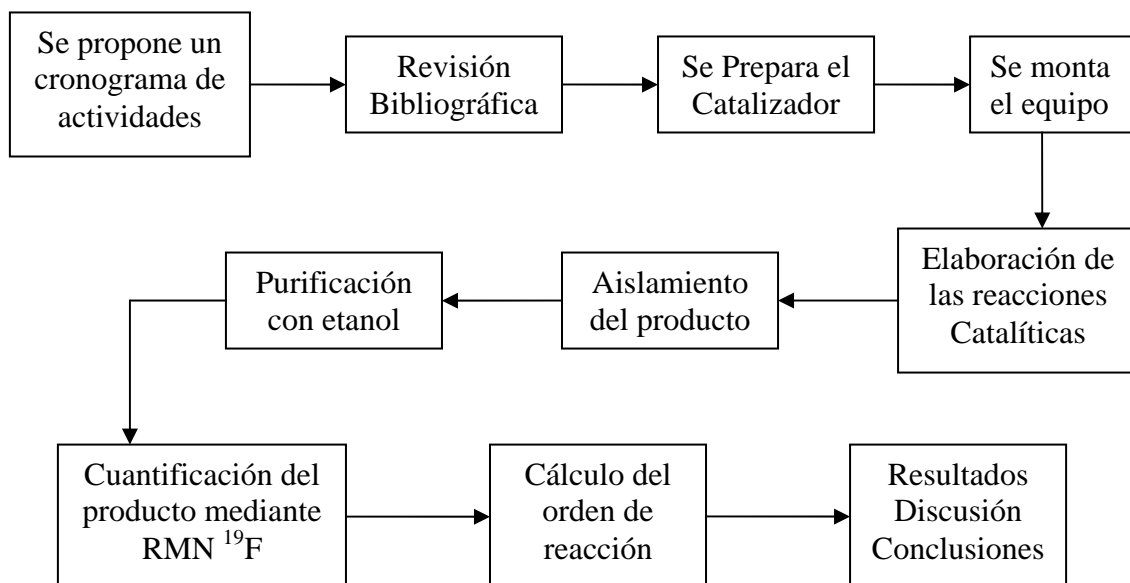 Se propone un
cronograma de
actividades
Revisión
Bibliográfica
Se Prepara el
Catalizador
Se monta
el equipo
Elaboración de
las reacciones
Catalíticas
Aislamiento
del producto
Purificación
con etanol
Cuantificación del
producto mediante
RMN ¹⁹F
Cálculo del
orden de
reacción
Resultados
Discusión
Conclusiones